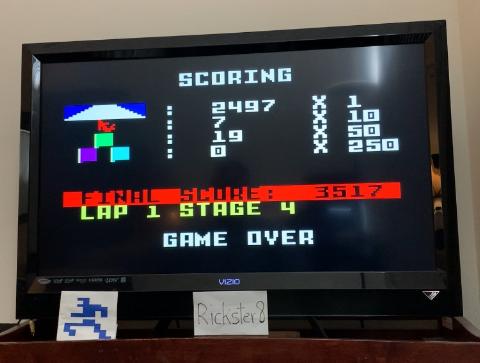 SCORING
: 2497 X 1
: 7 X 10
: 19 X 50
: 0 X 250
FINAL SCORE: 3517
LAP 1 STAGE 4
GAME OVER
VIZIO
Rickster8